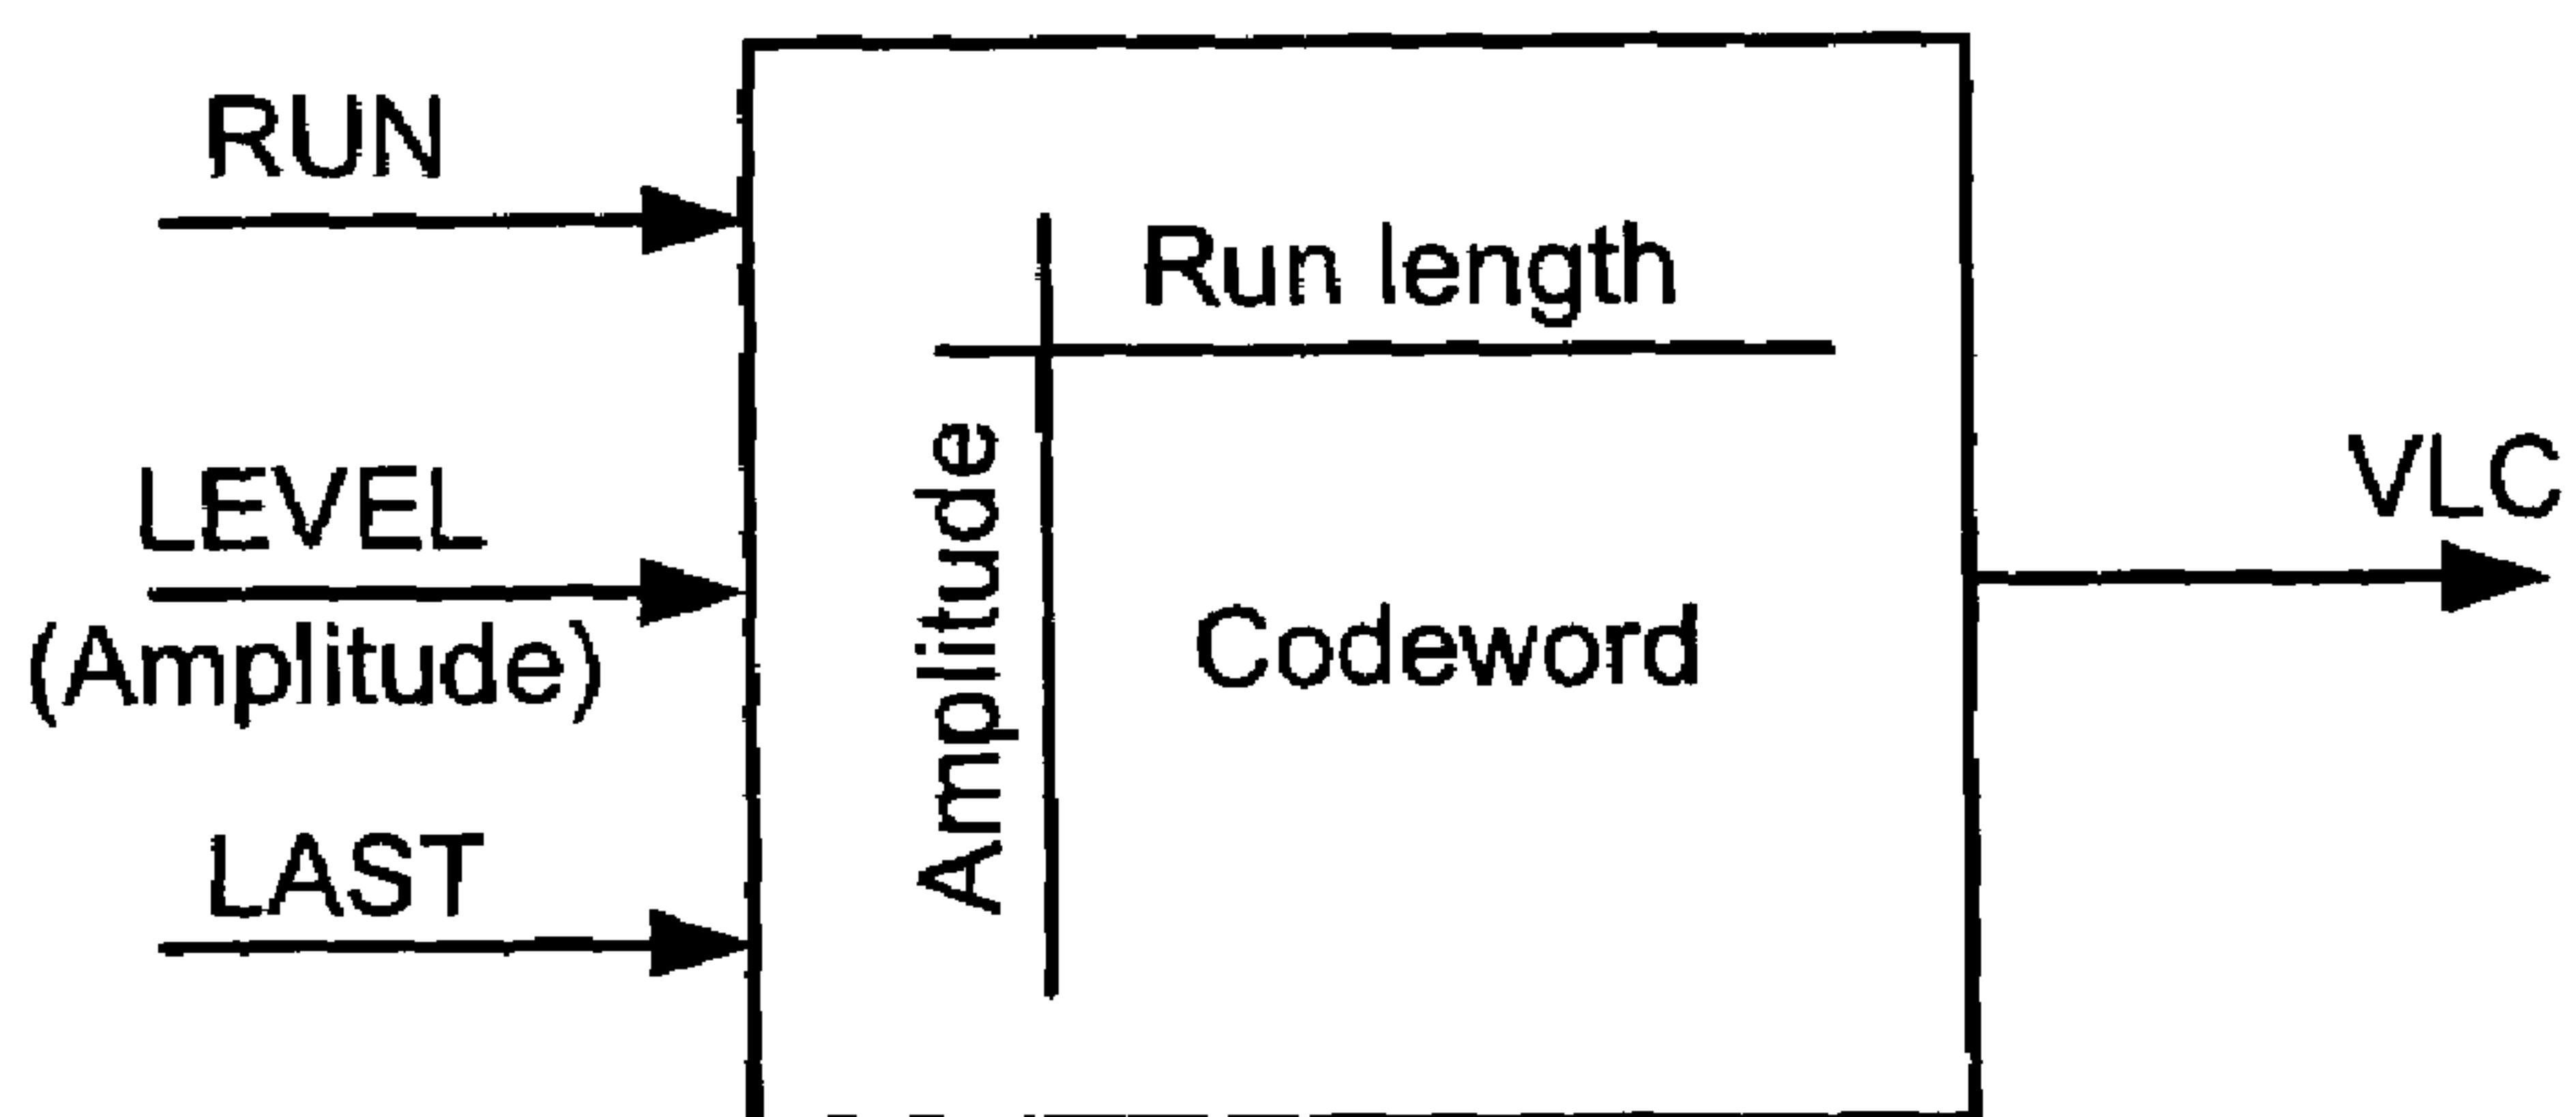 RUN
LEVEL
(Amplitude)
LAST
Run length
Amplitude
Codeword
VLC